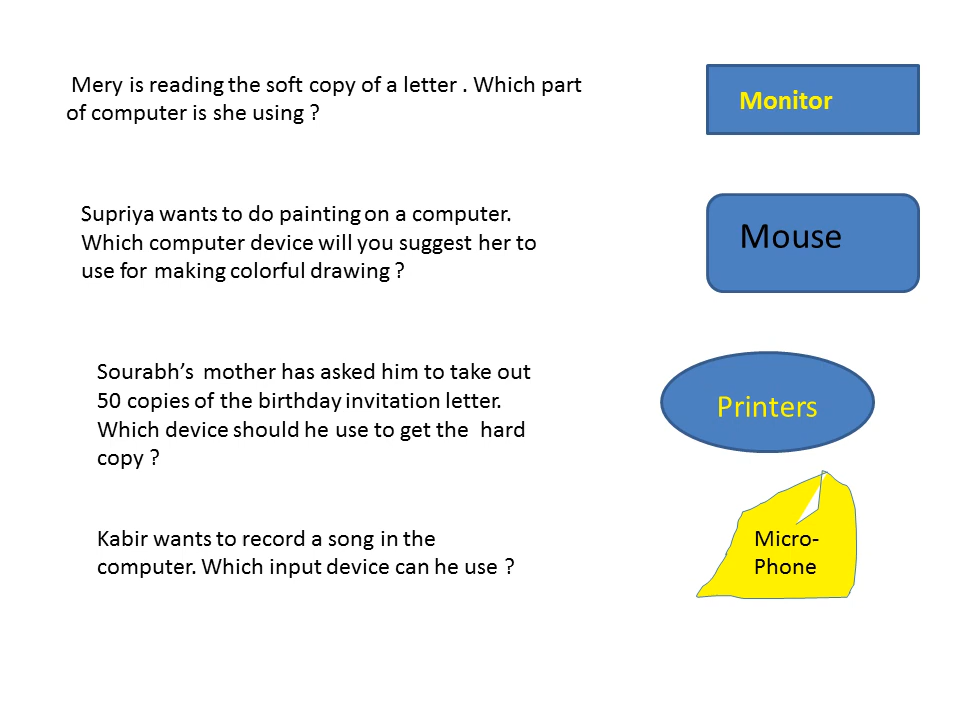 Mery is reading the soft copy of a letter . Which part
of computer is she using ?
Monitor
Supriya wants to do painting on a computer.
Which computer device will you suggest her to
use for making colorful drawing ?
Mouse
Sourabh’s mother has asked him to take out
50 copies of the birthday invitation letter.
Which device should he use to get the hard
copy ?
Printers
Kabir wants to record a song in the
computer. Which input device can he use ?
Micro-
Phone